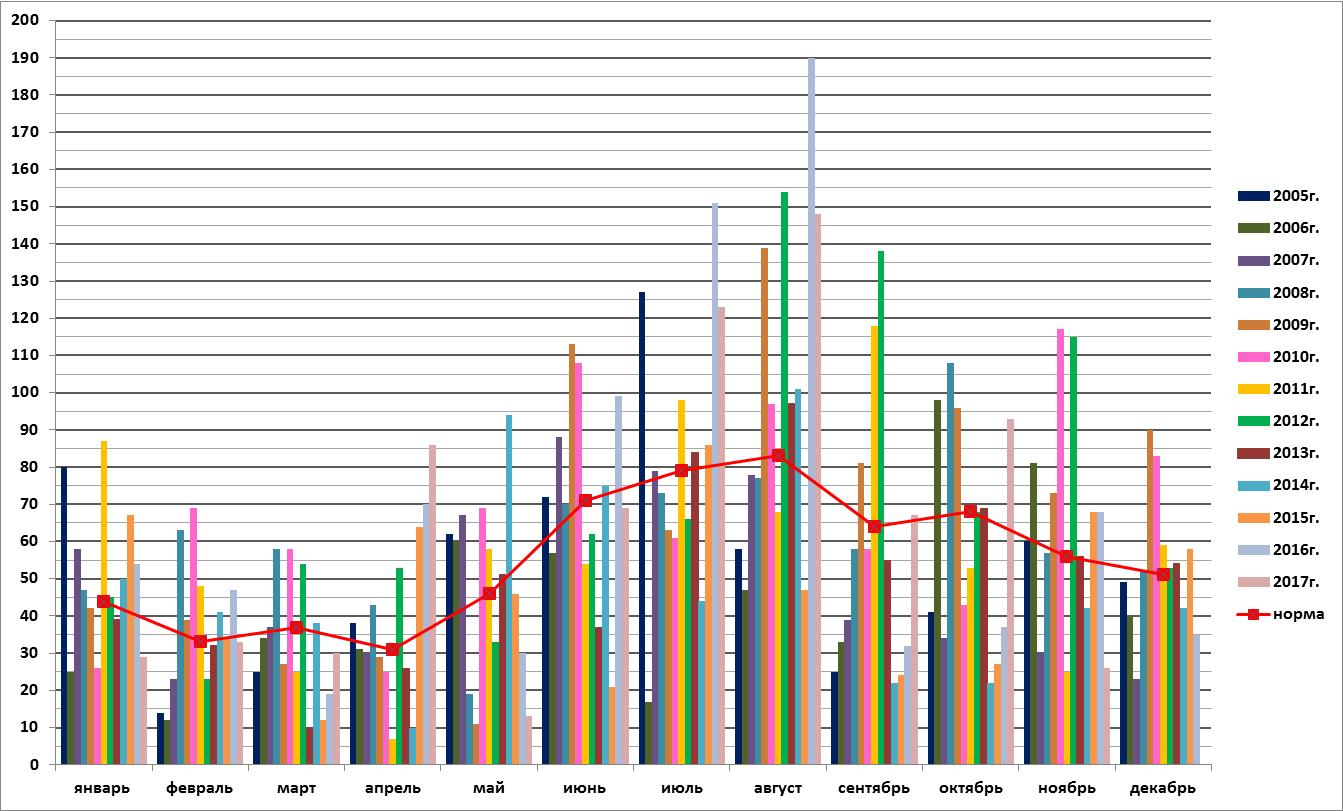 200
190
180
170
160
150
140
130
120
110
100
90
80
70
60
50
40
30
20
10
0
январь февраль март апрель май июнь июль август сентябрь октябрь ноябрь декабрь
2005г.
2006г.
2007г.
2008г.
2009г.
2010г.
2011г.
2012г.
2013г.
2014г.
2015г.
2016г.
2017г.
норма